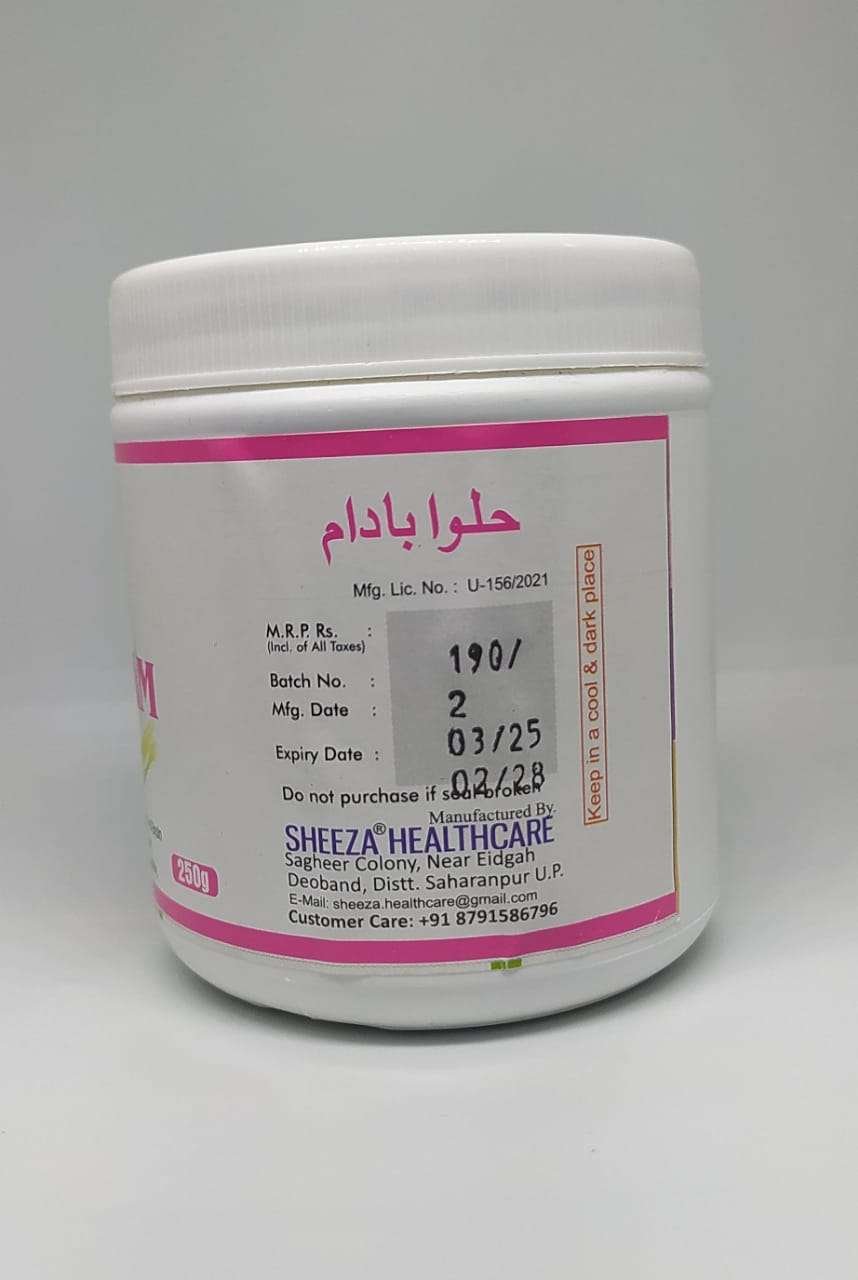 حلوا بادام
Mfg. Lic. No. : U-156/2021
M.R.P. Rs. : 190/
(Incl. of All Taxes)
Batch No. : 2
Mfg. Date : 03/25
Expiry Date : 02/28
Do not purchase if seal broken
Manufactured By.
SHEEZA® HEALTHCARE
Sagheer Colony, Near Eidgah
Deoband, Distt. Saharanpur U.P.
E-Mail: sheeza.healthcare@gmail.com
Customer Care: +91 8791586796
Keep in a cool & dark place
M
250g